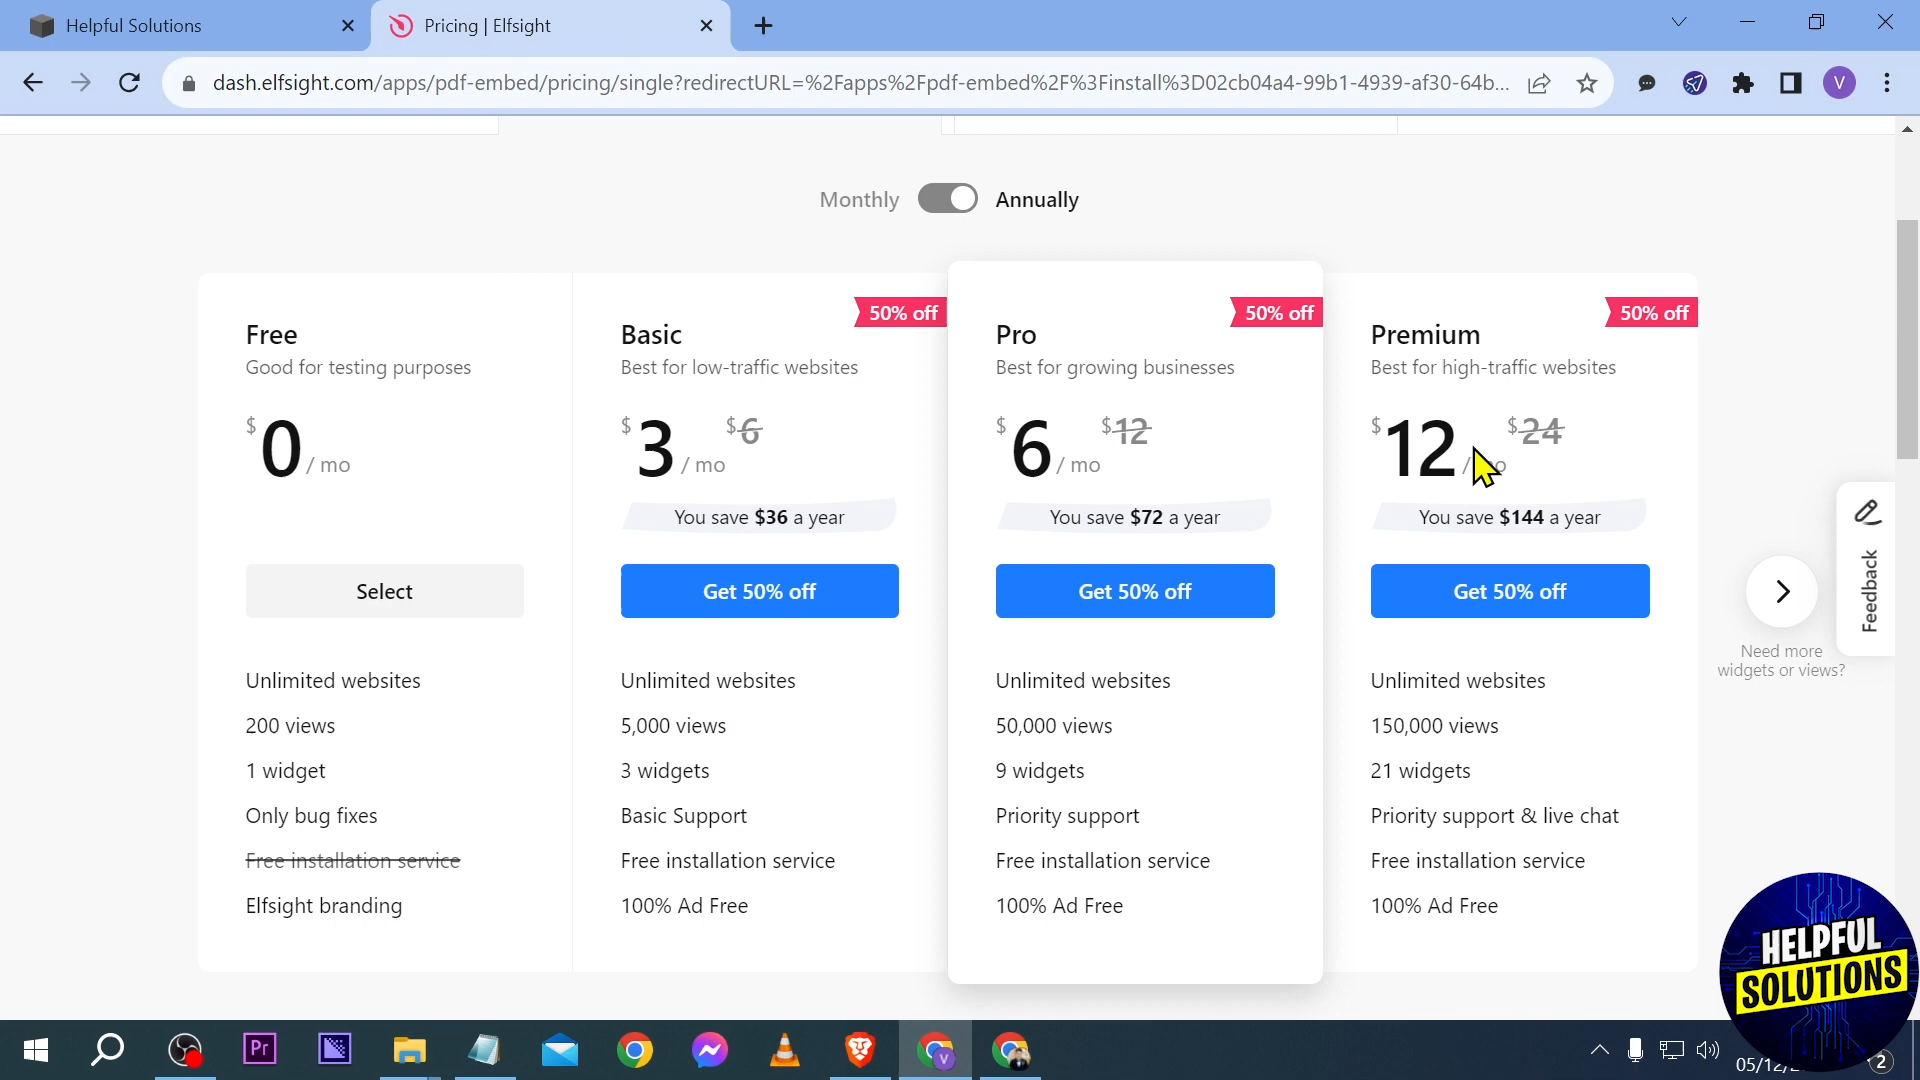 Helpful Solutions
Pricing | Elfsight
dash.elfsight.com/apps/pdf-embed/pricing/single?redirectURL=%2Fapps%2Fpdf-embed%2F%3Finstall%3D02cb04a4-99b1-4939-af30-64b...
V
Monthly Annually
Free
Good for testing purposes
$0 / mo
Select
Unlimited websites
200 views
1 widget
Only bug fixes
Free installation service
Elfsight branding
50% off
Basic
Best for low-traffic websites
$3 / mo $6
You save $36 a year
Get 50% off
Unlimited websites
5,000 views
3 widgets
Basic Support
Free installation service
100% Ad Free
50% off
Pro
Best for growing businesses
$6 / mo $12
You save $72 a year
Get 50% off
Unlimited websites
50,000 views
9 widgets
Priority support
Free installation service
100% Ad Free
50% off
Premium
Best for high-traffic websites
$12 / $24
You save $144 a year
Get 50% off
Unlimited websites
150,000 views
21 widgets
Priority support & live chat
Free installation service
100% Ad Free
Need more
widgets or views?
Feedback
HELPFUL
SOLUTIONS
Pr
V
05/12/
2